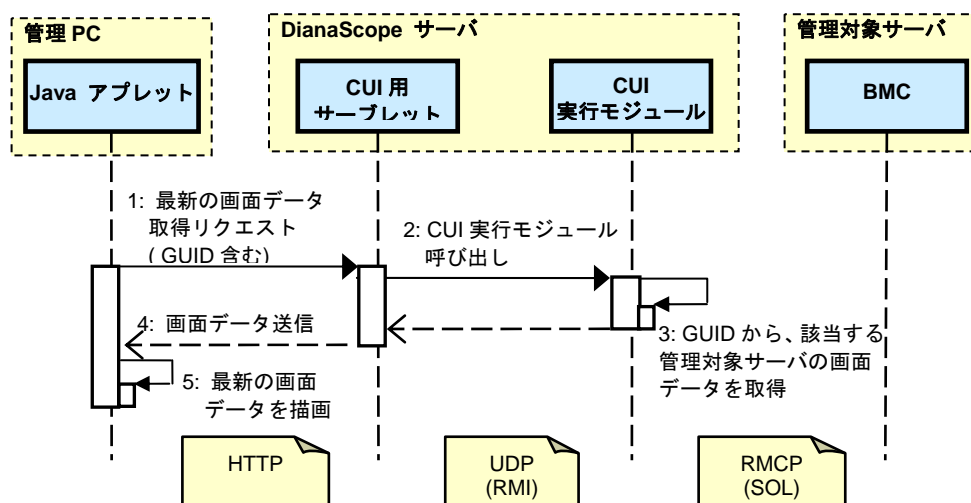 管理 PC
DianaScope サーバ
管理対象サーバ
Java アプレット
CUI 用
サーブレット
CUI
実行モジュール
BMC
1: 最新の画面データ
取得リクエスト
( GUID 含む)
2: CUI 実行モジュール
呼び出し
4: 画面データ送信
3: GUID から、該当する
管理対象サーバの画面
データを取得
5: 最新の画面
データを描画
HTTP
UDP
(RMI)
RMCP
(SOL)